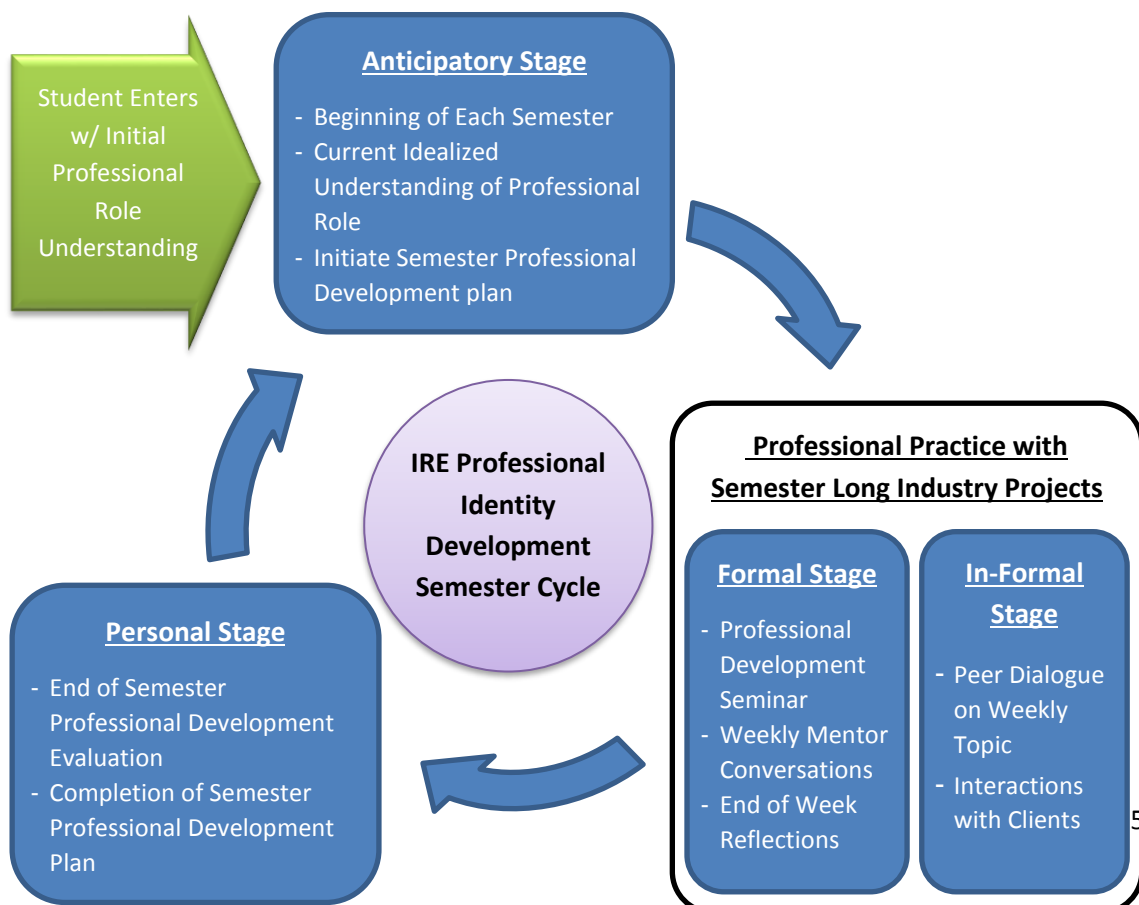 Student Enters
w/ Initial
Professional
Role
Understanding
Anticipatory Stage
- Beginning of Each Semester
- Current Idealized
Understanding of Professional
Role
- Initiate Semester Professional
Development plan
IRE Professional
Identity
Development
Semester Cycle
Professional Practice with
Semester Long Industry Projects
Formal Stage
- Professional
Development
Seminar
- Weekly Mentor
Conversations
- End of Week
Reflections
In-Formal
Stage
- Peer Dialogue
on Weekly
Topic
- Interactions
with Clients
5
Personal Stage
- End of Semester
Professional Development
Evaluation
- Completion of Semester
Professional Development
Plan